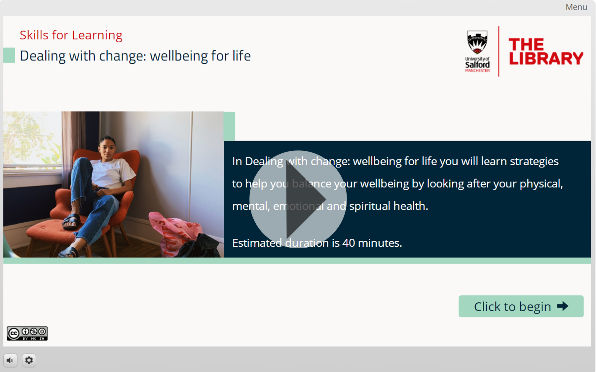 Menu
Skills for Learning
Dealing with change: wellbeing for life
University of
Salford
MANCHESTER
THE
LIBRARY
In Dealing with change: wellbeing for life you will learn strategies
to help you balance your wellbeing by looking after your physical,
mental, emotional and spiritual health.
Estimated duration is 40 minutes.
Click to begin
cc
BY NC SA